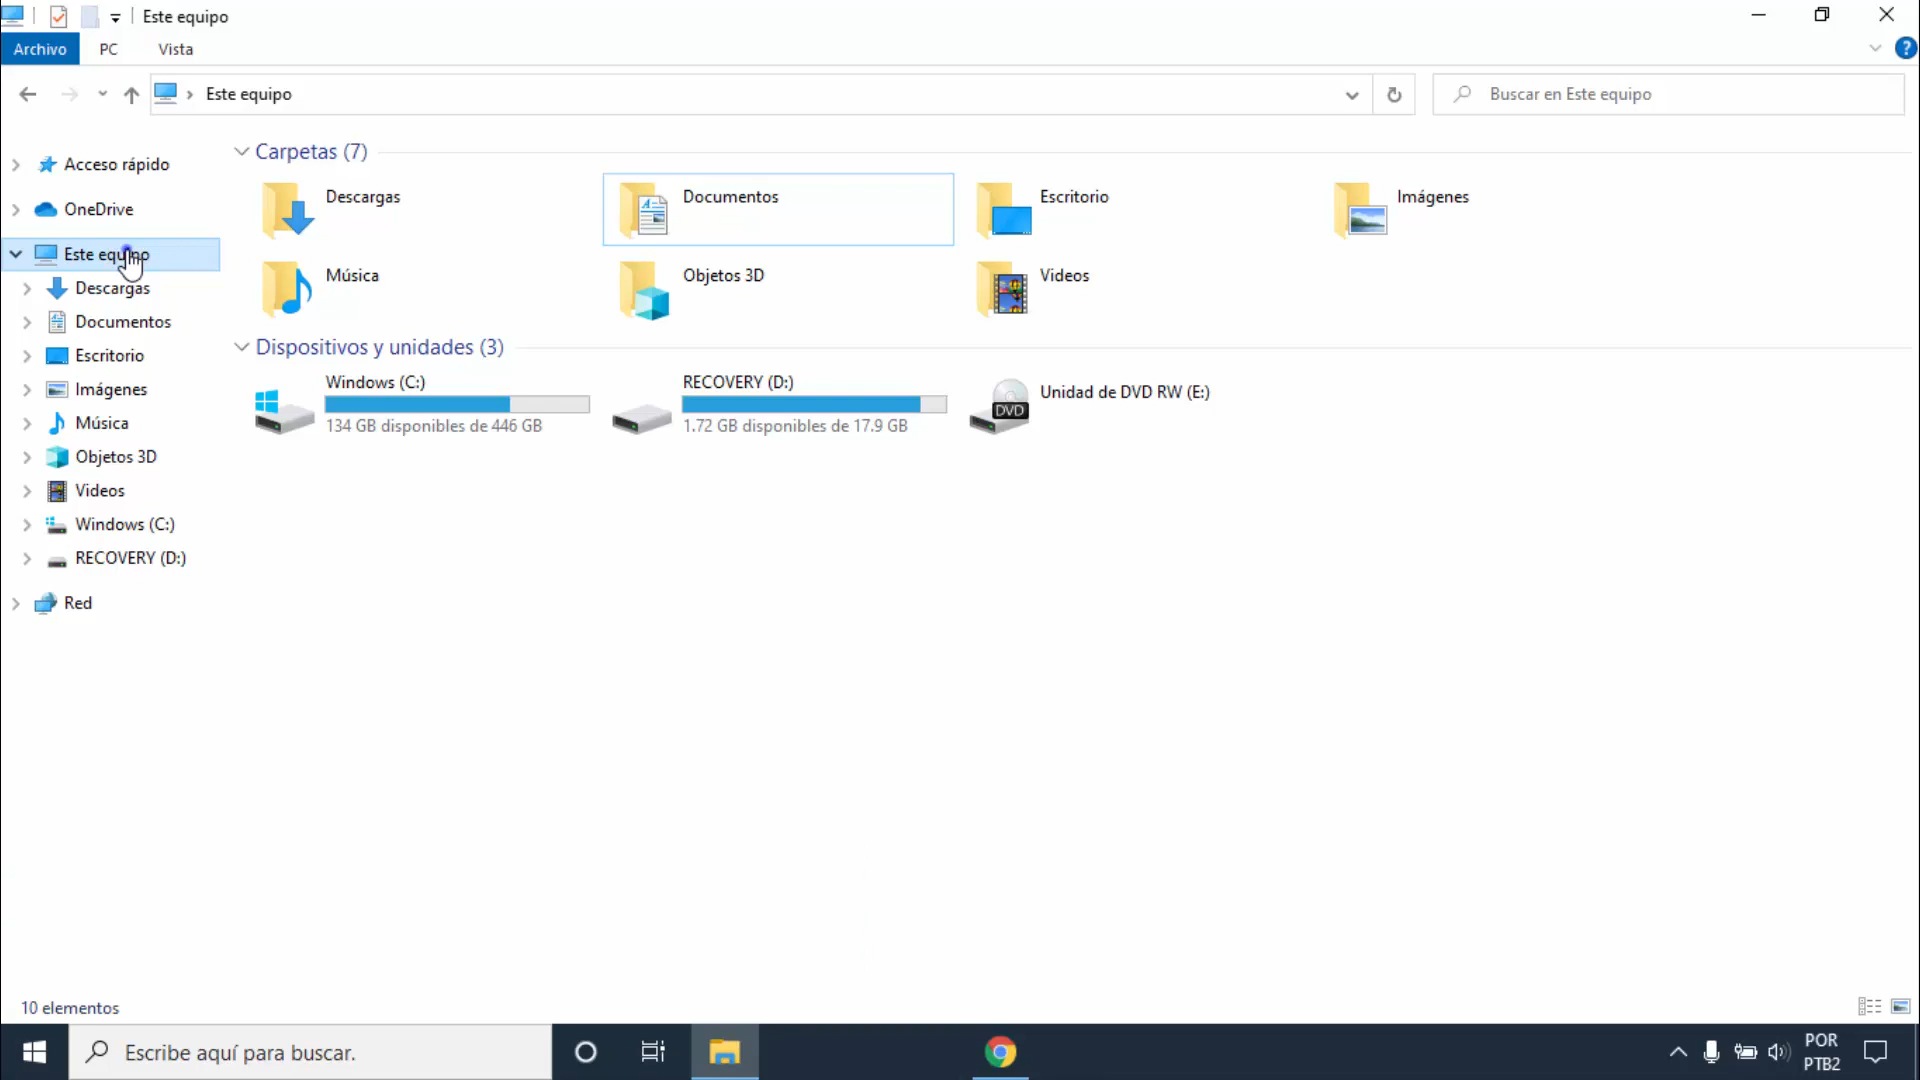 Este equipo
Archivo PC Vista
Este equipo Buscar en Este equipo
Acceso rápido
OneDrive
Este equipo
Descargas
Documentos
Escritorio
Imágenes
Música
Objetos 3D
Videos
Windows (C:)
RECOVERY (D:)
Red
Carpetas (7)
Descargas Documentos Escritorio Imágenes
Música Objetos 3D Videos
Dispositivos y unidades (3)
Windows (C:) RECOVERY (D:) Unidad de DVD RW (E:)
DVD
134 GB disponibles de 446 GB 1.72 GB disponibles de 17.9 GB
10 elementos
Escribe aquí para buscar.
POR
PTB2